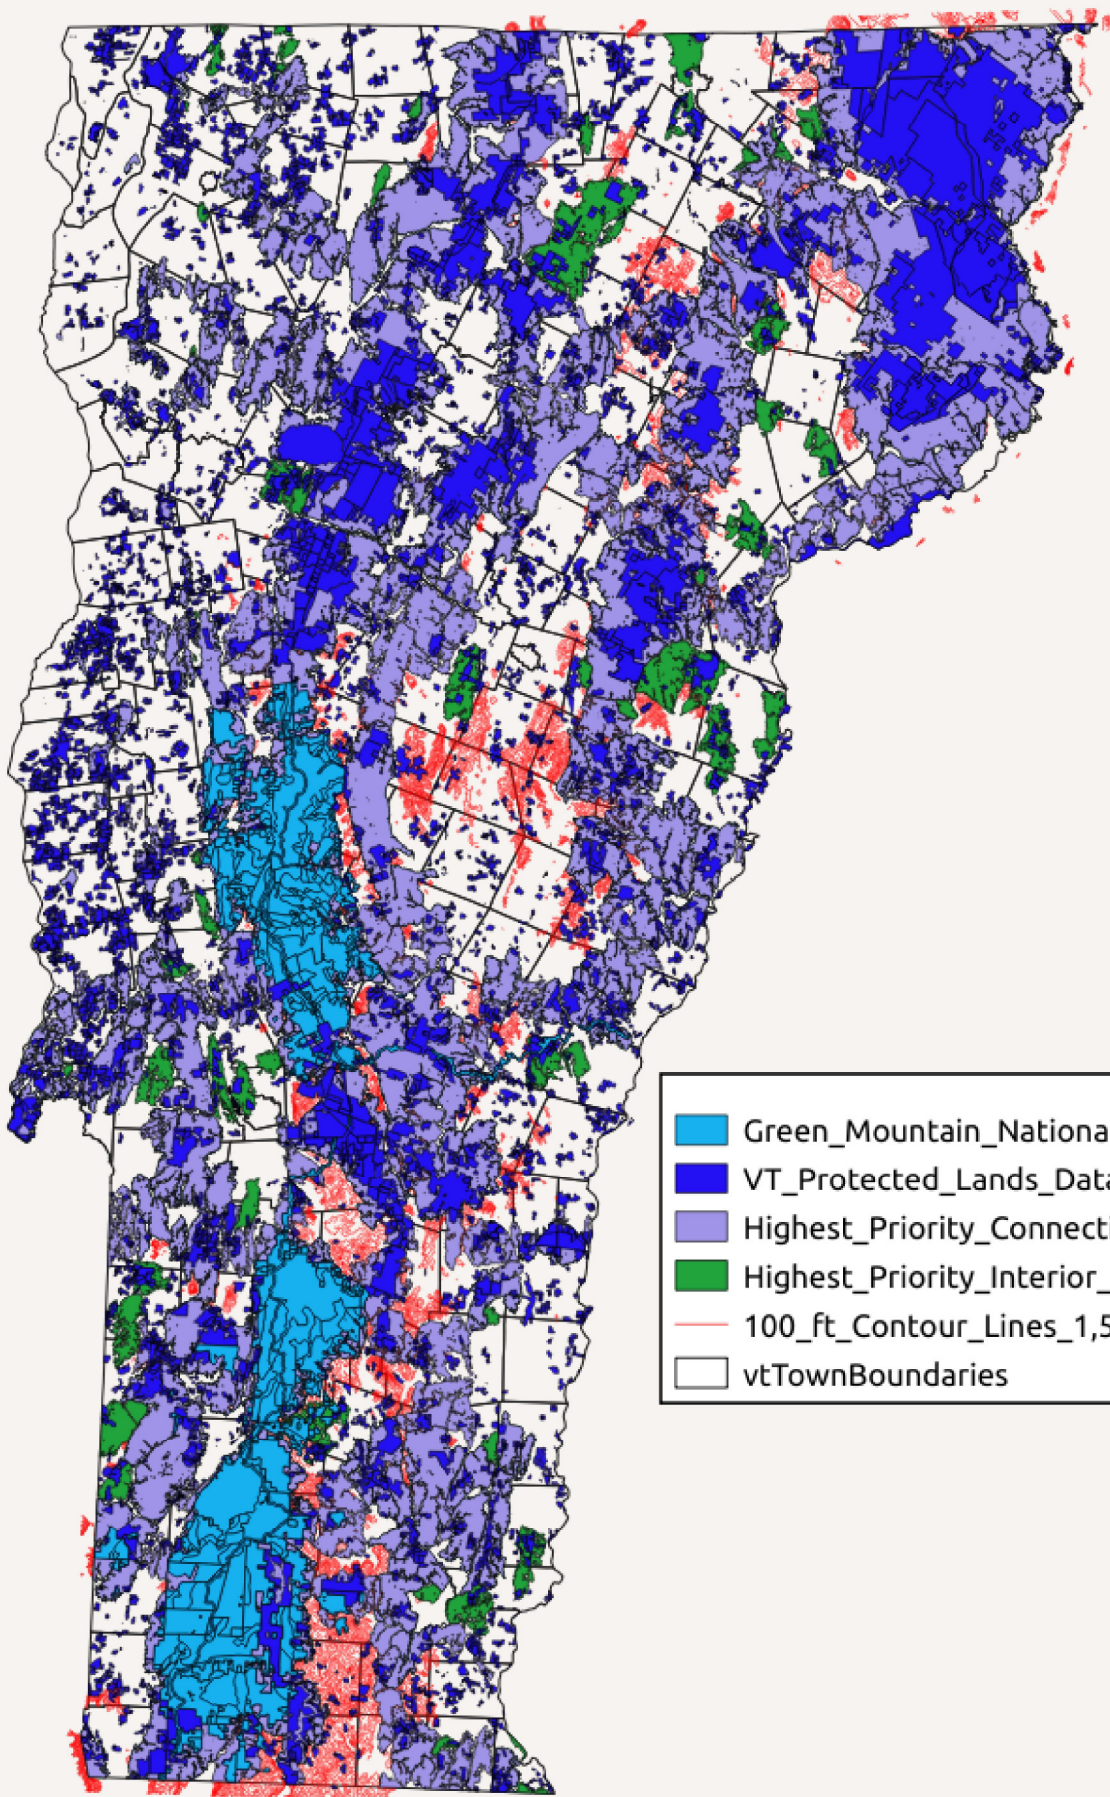 Green_Mountain_Nationa
VT_Protected_Lands_Data
Highest_Priority_Connecti
Highest_Priority_Interior_
100_ft_Contour_Lines_1,5
vtTownBoundaries